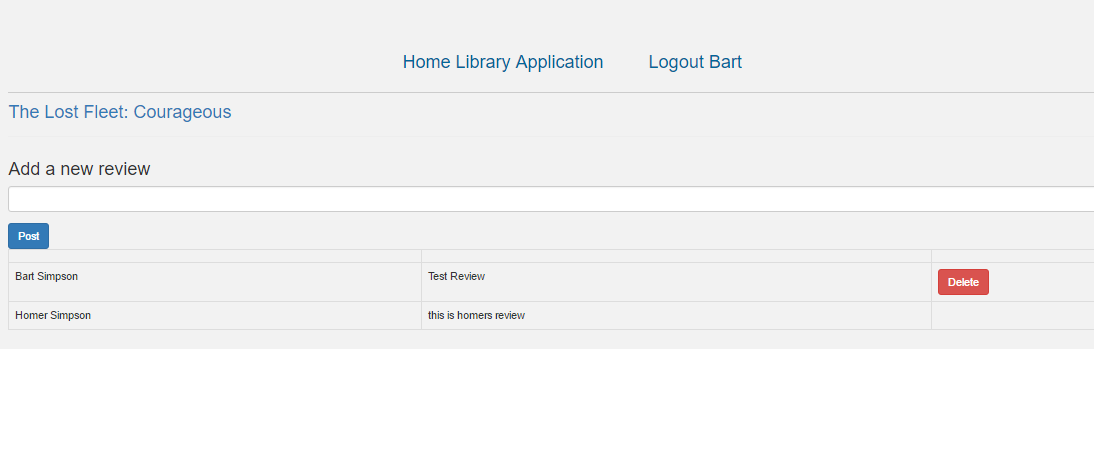 Home Library Application Logout Bart
The Lost Fleet: Courageous
Add a new review
Post
Bart Simpson Test Review Delete
Homer Simpson this is homers review